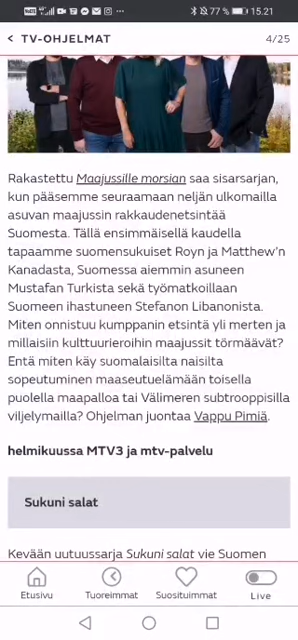 77 % 15.21
< TV-OHJELMAT 4/25
Rakastettu Maajussille morsian saa sisarsarjan,
kun pääsemme seuraamaan neljän ulkomailla
asuvan maajussin rakkaudenetsintää
Suomesta. Tällä ensimmäisellä kaudella
tapaamme suomensukuiset Royn ja Matthew'n
Kanadasta, Suomessa aiemmin asuneen
Mustafan Turkista sekä työmatkoillaan
Suomeen ihastuneen Stefanon Libanonista.
Miten onnistuu kumppanin etsintä yli merten ja
millaisiin kulttuurieroihin maajussit törmäävät?
Entä miten käy suomalaisilta naisilta
sopeutuminen maaseutuelämään toisella
puolella maapalloa tai Välimeren subtrooppisilla
viljelymailla? Ohjelman juontaa Vappu Pimiä.
helmikuussa MTV3 ja mtv-palvelu
Sukuni salat
Kevään uutuussarja Sukuni salat vie Suomen
Etusivu Tuoreimmat Suosituimmat Live